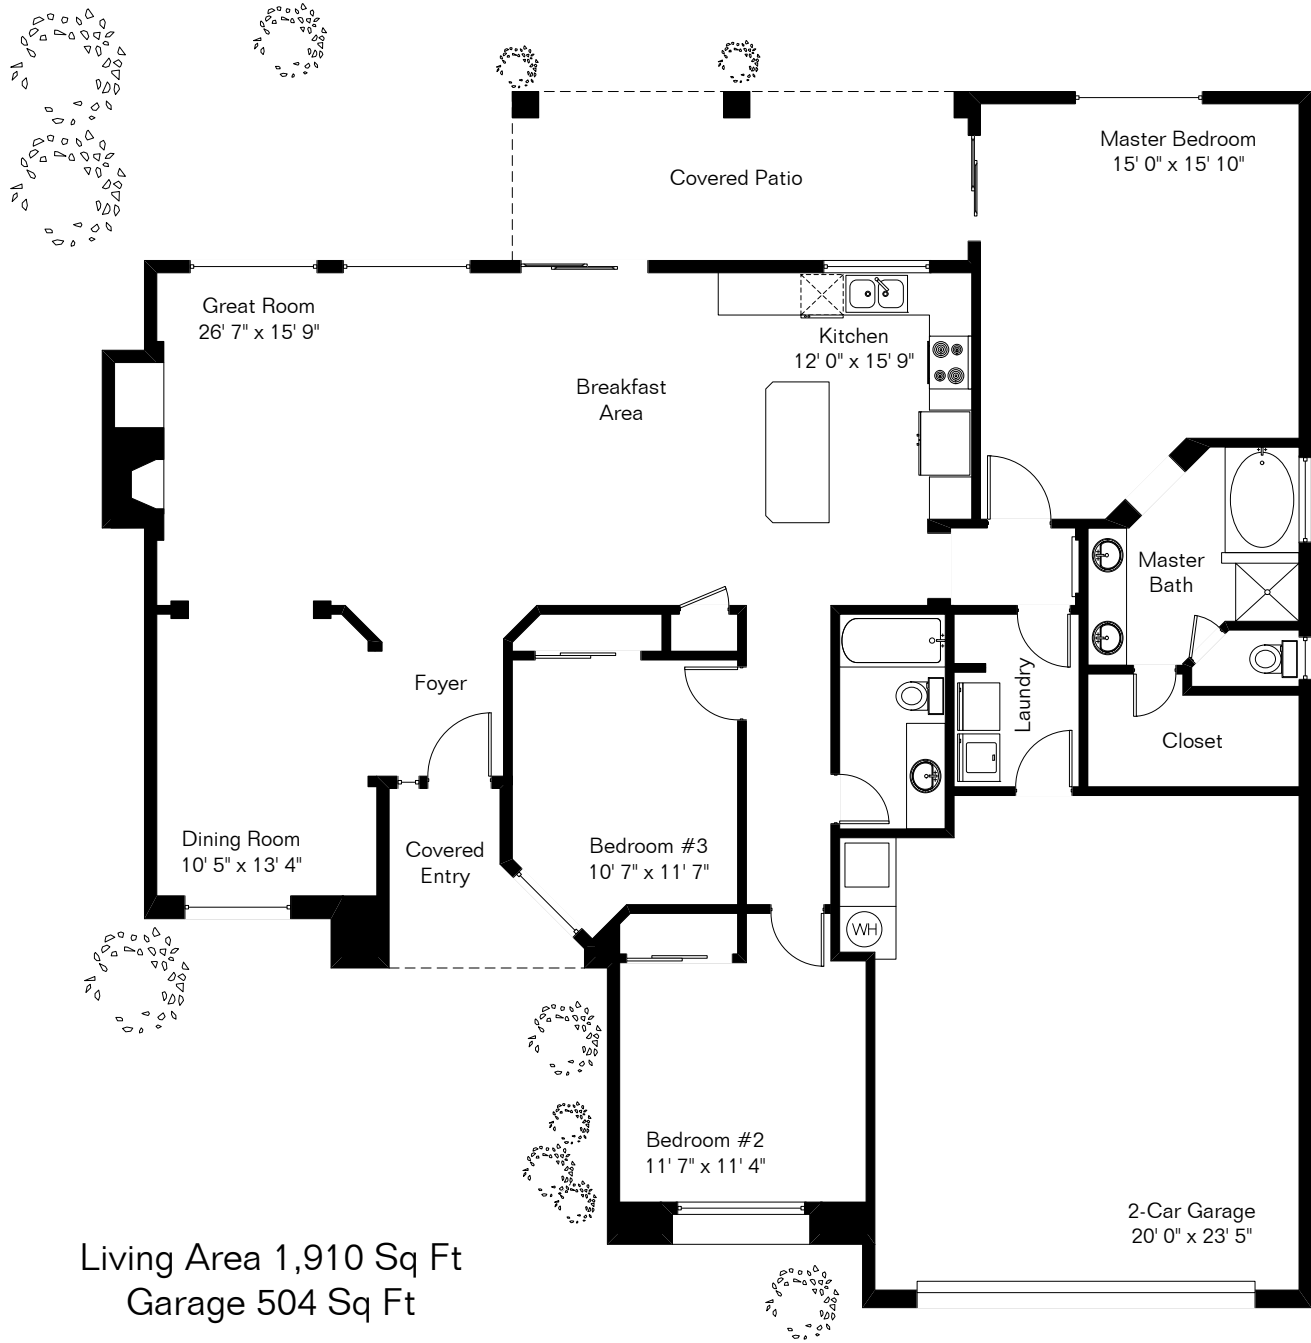 Master Bedroom
15' 0" x 15' 10"
Covered Patio
Great Room
26' 7" x 15' 9"
Kitchen
12' 0" x 15' 9"
Breakfast
Area
Master
Bath
Foyer
Laundry
Closet
Dining Room
10' 5" x 13' 4"
Covered
Entry
Bedroom #3
10' 7" x 11' 7"
WH
Bedroom #2
11' 7" x 11' 4"
2-Car Garage
20' 0" x 23' 5"
Living Area 1,910 Sq Ft
Garage 504 Sq Ft